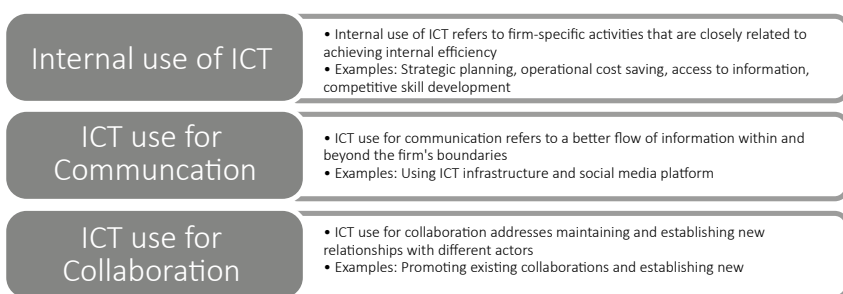 Internal use of ICT
• Internal use of ICT refers to firm-specific activities that are closely related to
achieving internal efficiency
• Examples: Strategic planning, operational cost saving, access to information,
competitive skill development
ICT use for
Communcation
• ICT use for communication refers to a better flow of information within and
beyond the firm's boundaries
• Examples: Using ICT infrastructure and social media platform
ICT use for
Collaboration
• ICT use for collaboration addresses maintaining and establishing new
relationships with different actors
• Examples: Promoting existing collaborations and establishing new